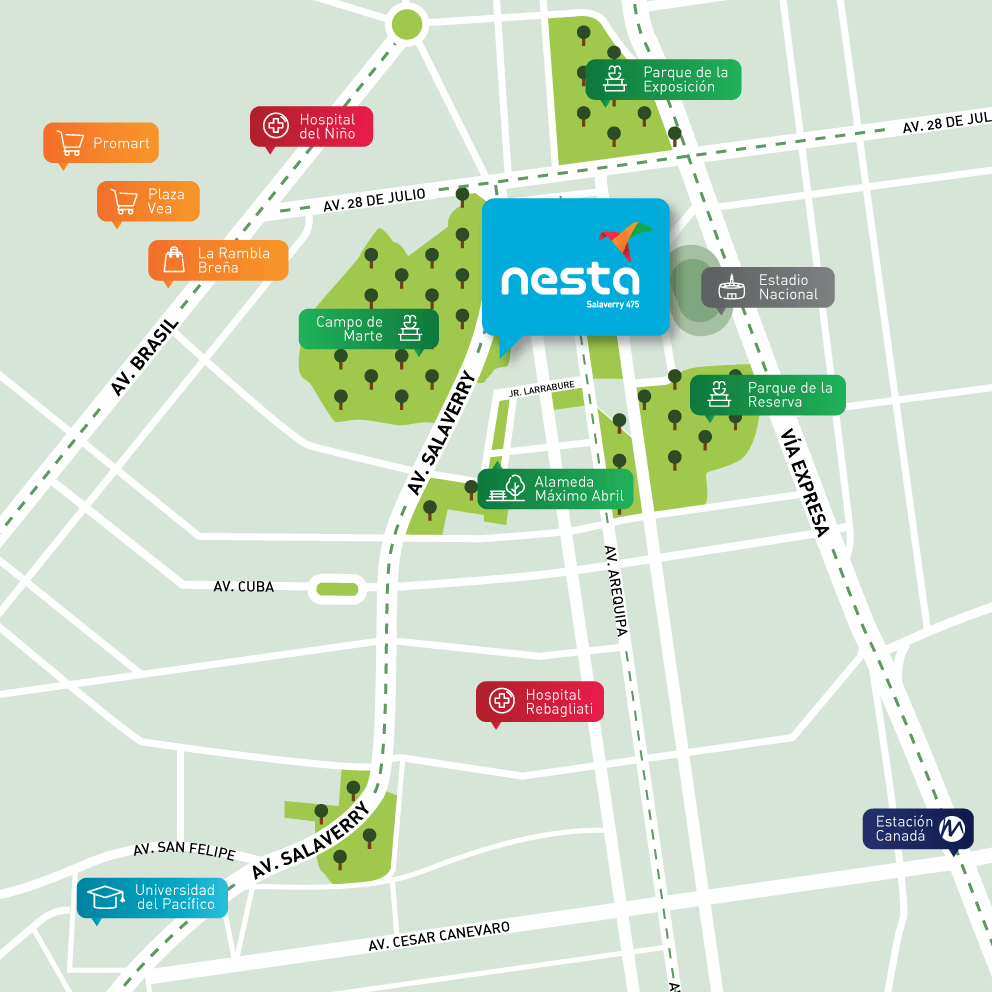 Parque de la
Exposición
Hospital
del Niño
AV. 28 DE JUL
Promart
Plaza
Vea
AV. 28 DE JULIO
La Rambla
Breña
nesta
Salaverry 475
Estadio
Nacional
Campo de
Marte
AV. BRASIL
JR. LARRABURE
Parque de la
Reserva
AV. SALAVERRY
VÍA EXPRESA
Alameda
Máximo Abril
AV. CUBA
AV. AREQUIPA
Hospital
Rebagliati
Estación
Canadá
AV. SALAVERRY
AV. SAN FELIPE
Universidad
del Pacífico
AV. CESAR CANEVARO